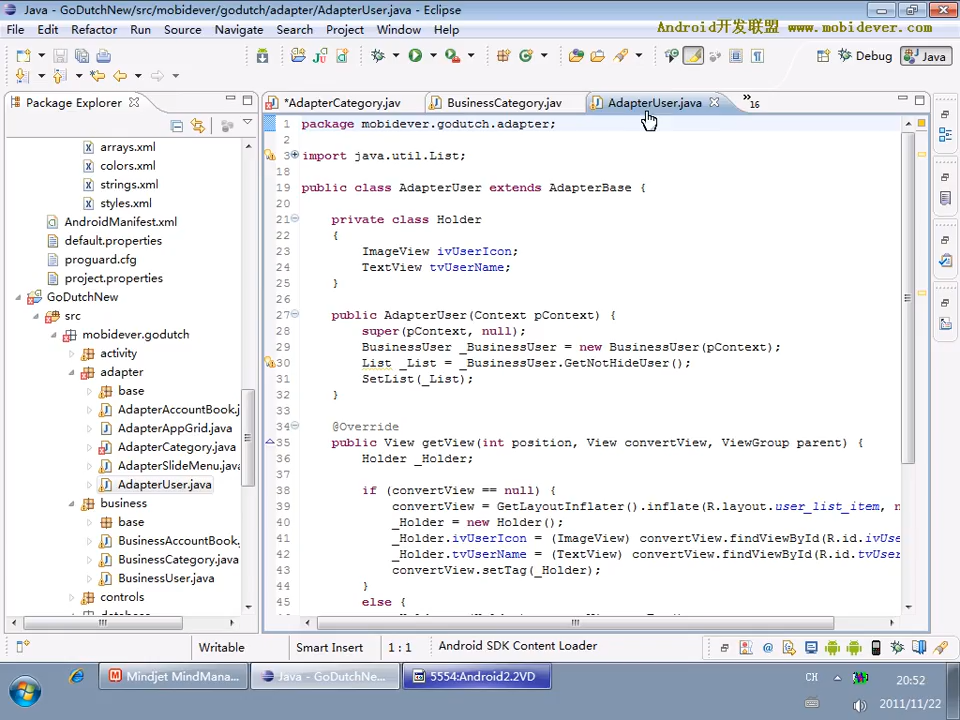 Java - GoDutchNew/src/mobidever/godutch/adapter/AdapterUser.java - Eclipse
Android开发联盟 www.mobidever.com
File Edit Refactor Run Source Navigate Search Project Window Help
Debug Java
Package Explorer
*AdapterCategory.java BusinessCategory.java AdapterUser.java »16
arrays.xml
colors.xml
strings.xml
styles.xml
AndroidManifest.xml
default.properties
proguard.cfg
project.properties
GoDutchNew
src
mobidever.godutch
activity
adapter
base
AdapterAccountBook.j
AdapterAppGrid.java
AdapterCategory.java
AdapterSlideMenu.java
AdapterUser.java
business
base
BusinessAccountBook.
BusinessCategory.java
BusinessUser.java
controls
1 package mobidever.godutch.adapter;
2
3 import java.util.List;
18
19 public class AdapterUser extends AdapterBase {
20
21 private class Holder
22 {
23 ImageView ivUserIcon;
24 TextView tvUserName;
25 }
26
27 public AdapterUser(Context pContext) {
28 super(pContext, null);
29 BusinessUser _BusinessUser = new BusinessUser(pContext);
30 List _List = _BusinessUser.GetNotHideUser();
31 SetList(_List);
32 }
33
34 @Override
35 public View getView(int position, View convertView, ViewGroup parent) {
36 Holder _Holder;
37
38 if (convertView == null) {
39 convertView = GetLayoutInflater().inflate(R.layout.user_list_item, n
40 _Holder = new Holder();
41 _Holder.ivUserIcon = (ImageView) convertView.findViewById(R.id.ivUse
42 _Holder.tvUserName = (TextView) convertView.findViewById(R.id.tvUser
43 convertView.setTag(_Holder);
44 }
45 else {
Writable Smart Insert 1 : 1 Android SDK Content Loader
Mindjet MindMana... Java - GoDutchNe... 5554:Android2.2VD
CH 20:52
2011/11/22